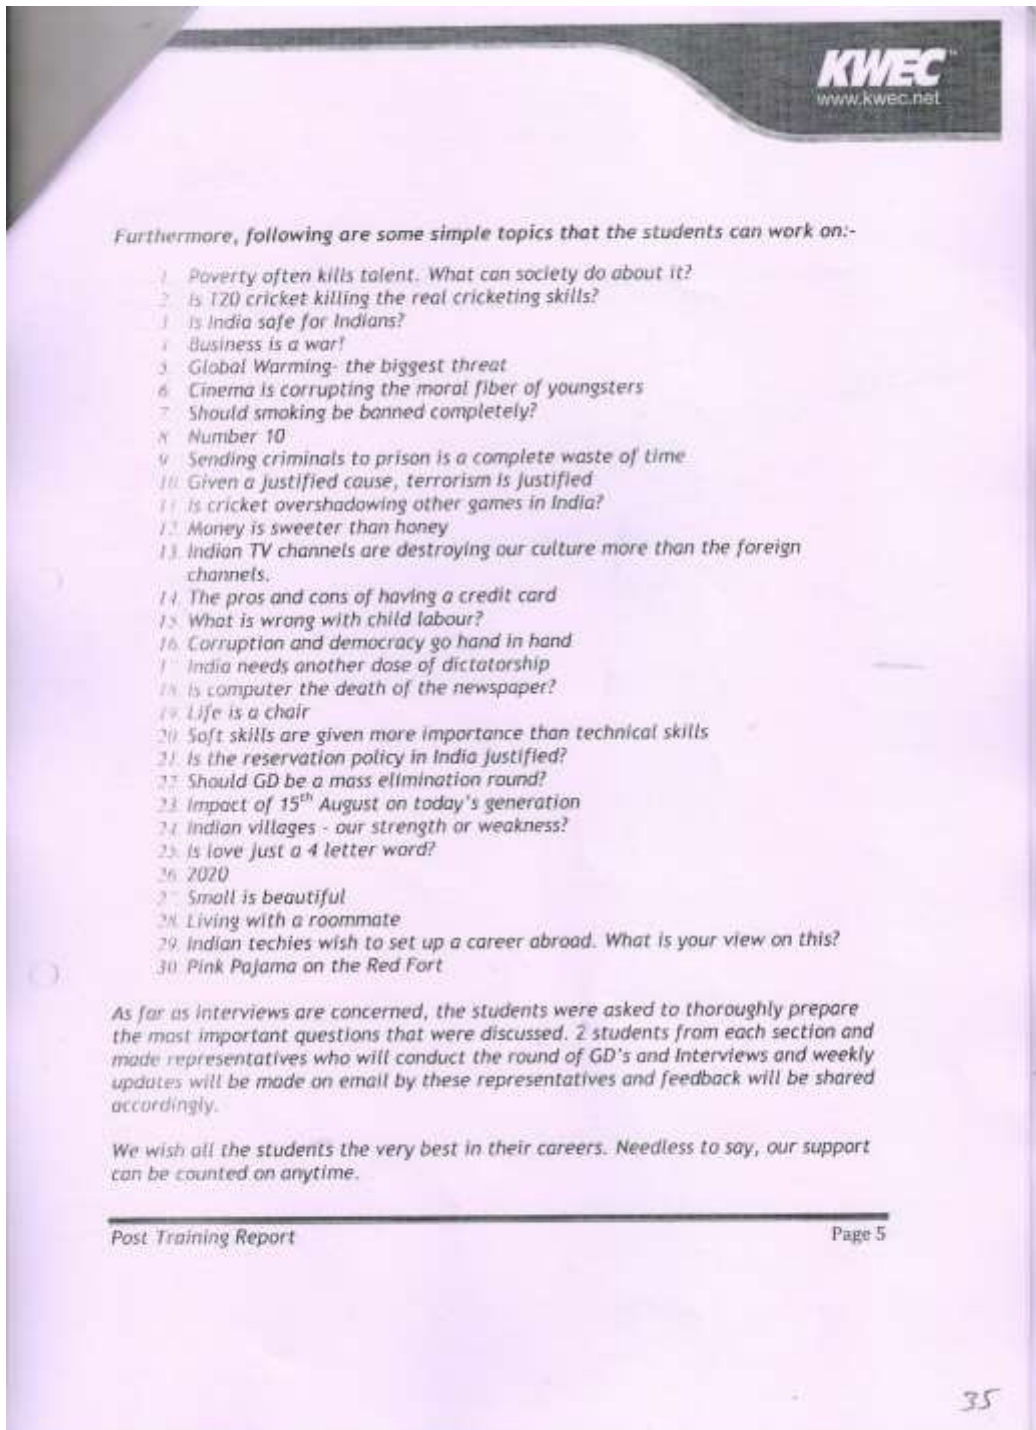 KWEC™
www.kwec.net
Furthermore, following are some simple topics that the students can work on:-
1. Poverty often kills talent. What can society do about it?
2. Is T20 cricket killing the real cricketing skills?
3. Is India safe for Indians?
4. Business is a war!
5. Global Warming- the biggest threat
6. Cinema is corrupting the moral fiber of youngsters
7. Should smoking be banned completely?
8. Number 10
9. Sending criminals to prison is a complete waste of time
10. Given a justified cause, terrorism is justified
11. Is cricket overshadowing other games in India?
12. Money is sweeter than honey
13. Indian TV channels are destroying our culture more than the foreign
channels.
14. The pros and cons of having a credit card
15. What is wrong with child labour?
16. Corruption and democracy go hand in hand
17. India needs another dose of dictatorship
18. Is computer the death of the newspaper?
19. Life is a chair
20. Soft skills are given more importance than technical skills
21. Is the reservation policy in India justified?
22. Should GD be a mass elimination round?
23. Impact of 15th August on today's generation
24. Indian villages - our strength or weakness?
25. Is love just a 4 letter word?
26. 2020
27. Small is beautiful
28. Living with a roommate
29. Indian techies wish to set up a career abroad. What is your view on this?
30. Pink Pajama on the Red Fort
As far as interviews are concerned, the students were asked to thoroughly prepare
the most important questions that were discussed. 2 students from each section and
made representatives who will conduct the round of GD's and Interviews and weekly
updates will be made on email by these representatives and feedback will be shared
accordingly.
We wish all the students the very best in their careers. Needless to say, our support
can be counted on anytime.
Post Training Report Page 5
35